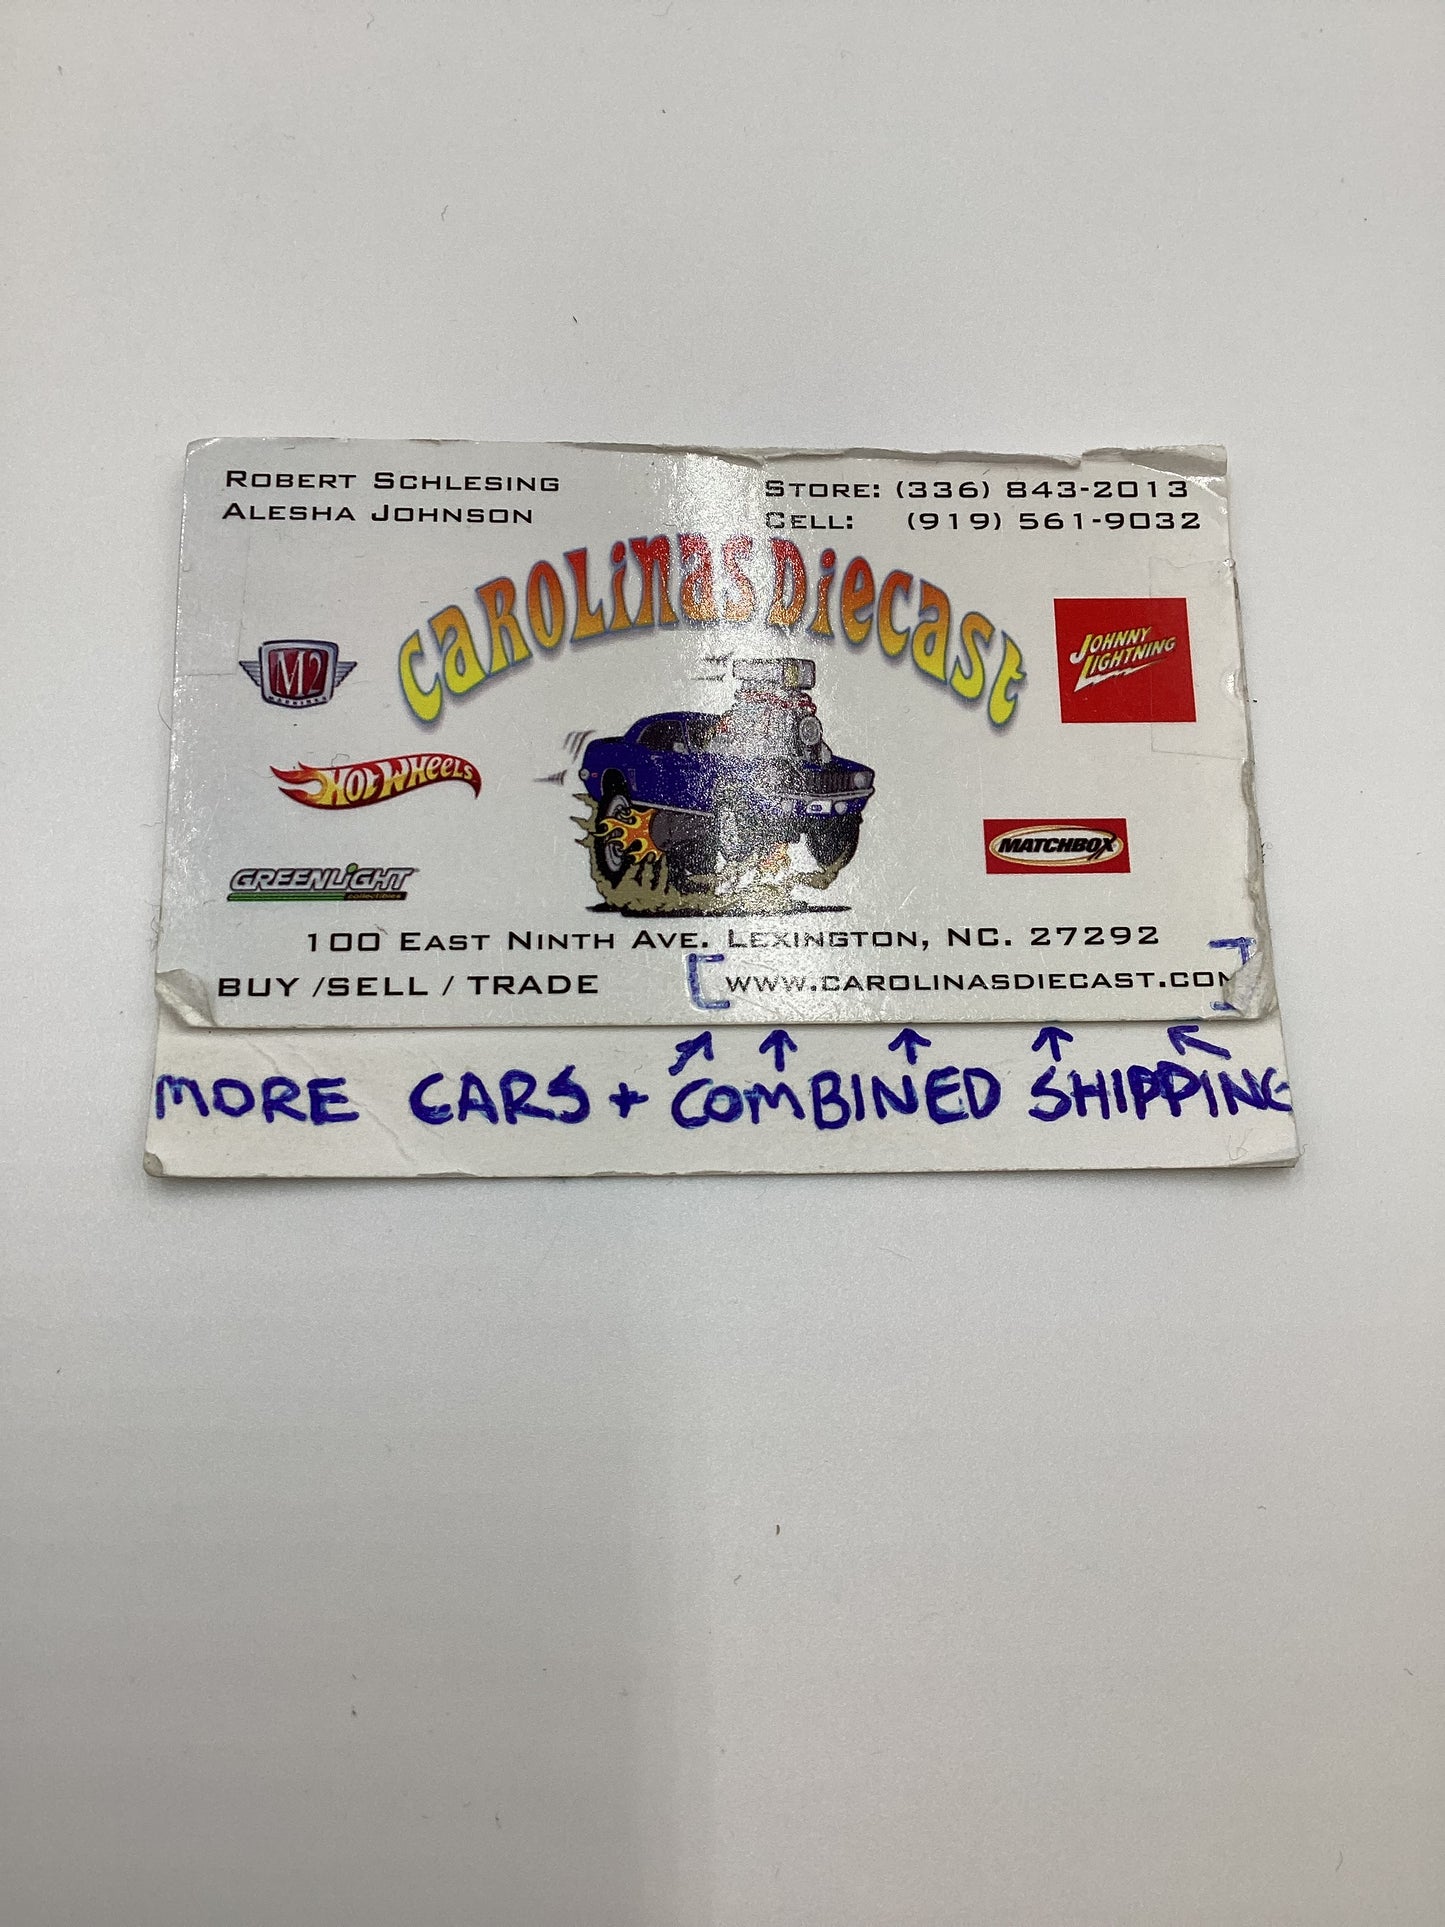 ROBERT SCHLESING
ALESHA JOHNSON
STORE: (336) 843-2013
CELL: (919) 561-9032
CAROLINAS DIECAST
M2
MACHINES
JOHNNY
LIGHTNING
HOT WHEELS
MATCHBOX
GREENLIGHT
collectibles
100 EAST NINTH AVE. LEXINGTON, NC. 27292
BUY /SELL / TRADE
WWW.CAROLINASDIECAST.COM
MORE CARS + COMBINED SHIPPING